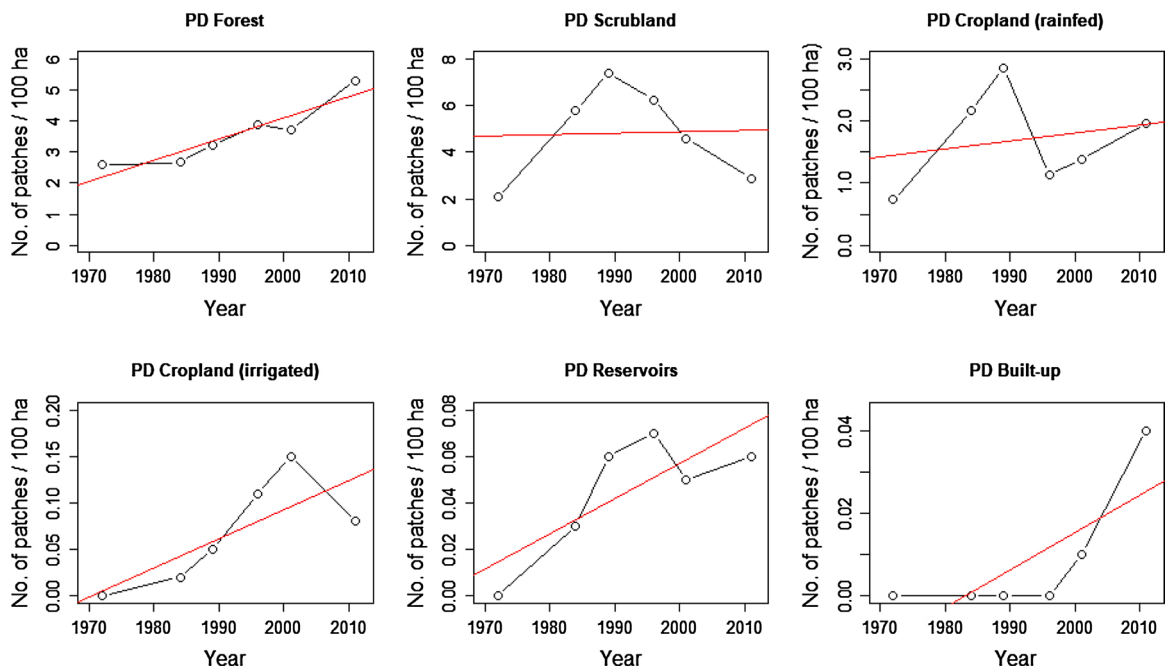 PD Forest
No. of patches / 100 ha
0 1 2 3 4 5 6
1970 1980 1990 2000 2010
Year
PD Scrubland
No. of patches / 100 ha
0 2 4 6 8
1970 1980 1990 2000 2010
Year
PD Cropland (rainfed)
No. of patches / 100 ha)
0.0 1.0 2.0 3.0
1970 1980 1990 2000 2010
Year
PD Cropland (irrigated)
No. of patches / 100 ha
0.00 0.05 0.10 0.15 0.20
1970 1980 1990 2000 2010
Year
PD Reservoirs
No. of patches / 100 ha
0.00 0.02 0.04 0.06 0.08
1970 1980 1990 2000 2010
Year
PD Built-up
No. of patches / 100 ha
0.00 0.02 0.04
1970 1980 1990 2000 2010
Year